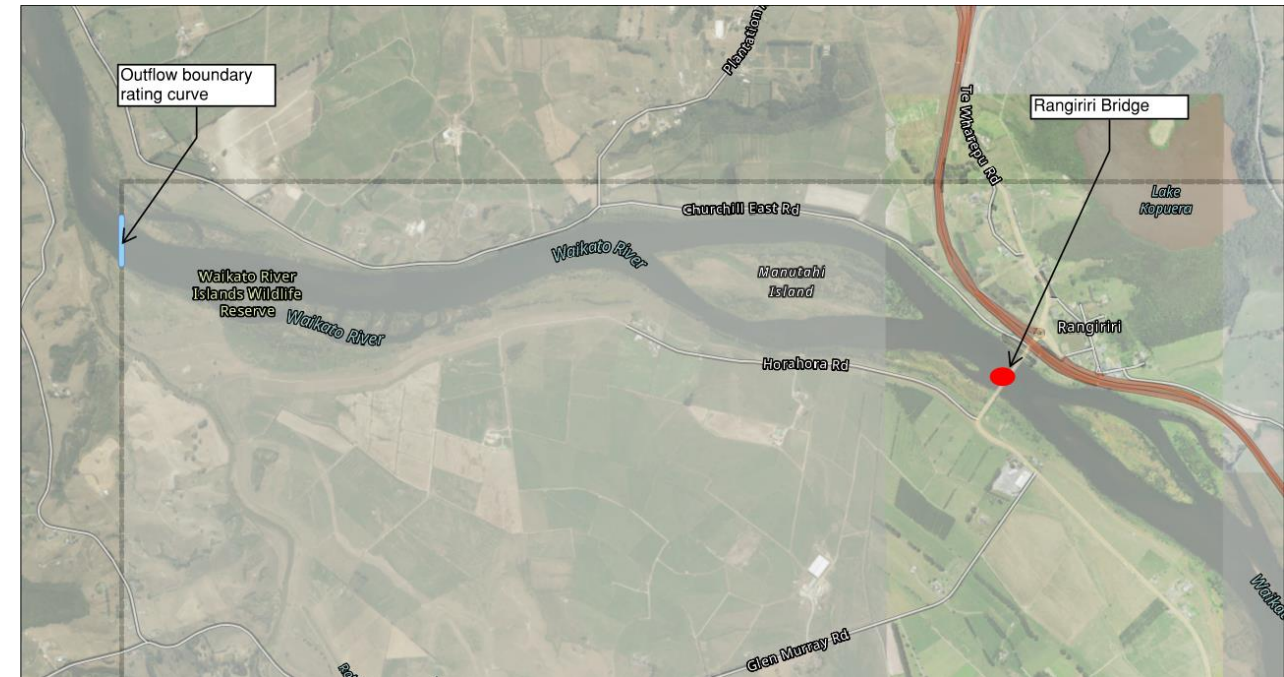 Plantation
Outflow boundary
rating curve
Rangiriri Bridge
Te Wharepu Rd
Lake
Kopuera
Churchill East Rd
Waikato River
Manutahi
Island
Waikato River
Islands Wildlife
Reserve
Waikato River
Rangiriri
Horahora Rd
Glen Murray Rd